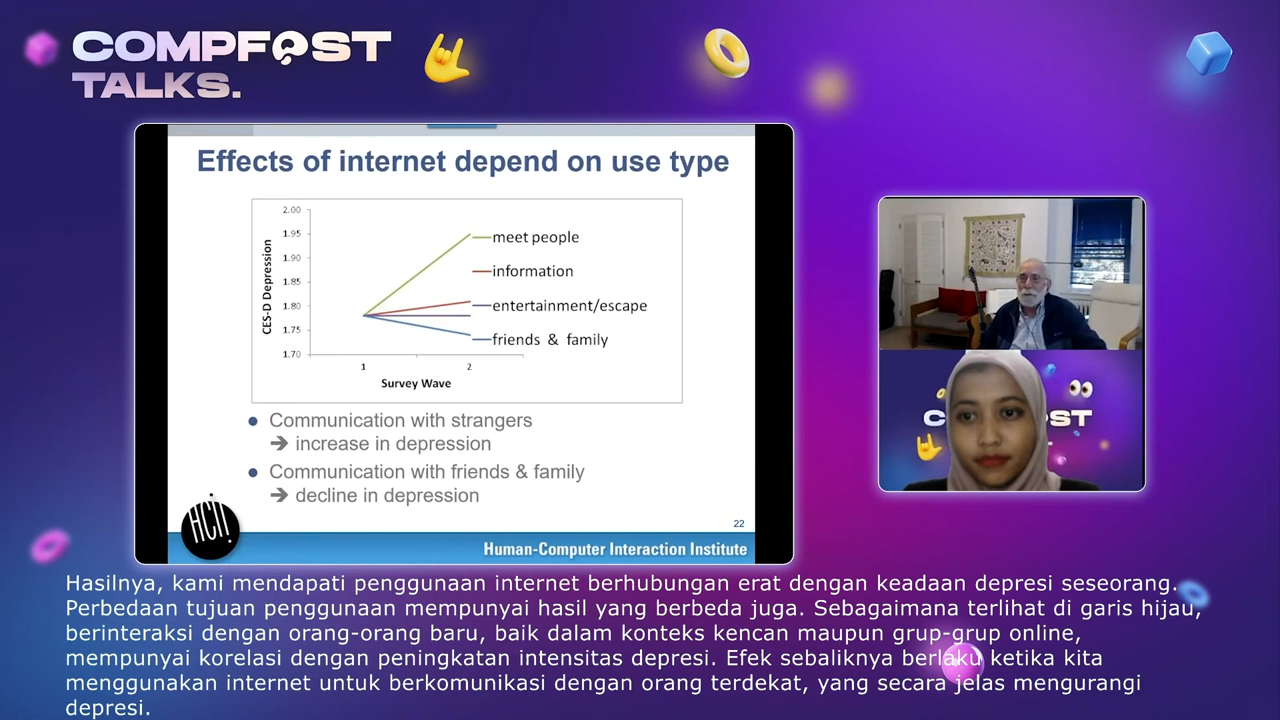 COMPFEST
TALKS.
Effects of internet depend on use type
2.00
1.95
1.90
1.85
1.80
1.75
1.70
CES-D Depression
meet people
information
entertainment/escape
friends & family
1
2
Survey Wave
Communication with strangers
➔ increase in depression
Communication with friends & family
➔ decline in depression
HCII
22
Human-Computer Interaction Institute
Hasilnya, kami mendapati penggunaan internet berhubungan erat dengan keadaan depresi seseorang.
Perbedaan tujuan penggunaan mempunyai hasil yang berbeda juga. Sebagaimana terlihat di garis hijau,
berinteraksi dengan orang-orang baru, baik dalam konteks kencan maupun grup-grup online,
mempunyai korelasi dengan peningkatan intensitas depresi. Efek sebaliknya berlaku ketika kita
menggunakan internet untuk berkomunikasi dengan orang terdekat, yang secara jelas mengurangi
depresi.